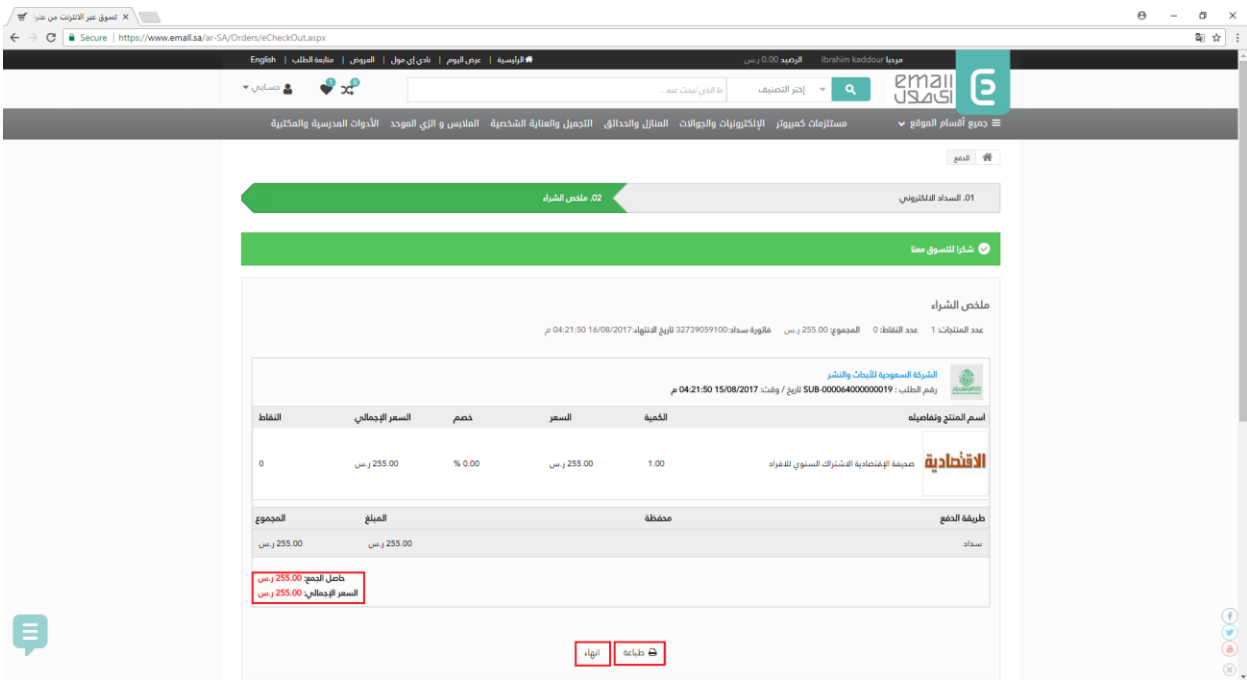 تسوق عبر الانترنت من
Secure | https://www.emall.sa/ar-SA/Orders/eCheckOut.aspx
مرحبا ibrahim kaddour الرصيد 0.00 ر.س
الرئيسية | عرض اليوم | نادي إي مول | العروض | متابعة الطلب | English
emall
اي مول
إختر التصنيف
ما الذي تبحث عنه...
0
1
حسابي
جميع أقسام الموقع
مستلزمات كمبيوتر الإلكترونيات والجوالات المنازل والحدائق التجميل والعناية الشخصية الملابس و الزي الموحد الأدوات المدرسية والمكتبية
الدفع
01. السداد الالكتروني
02. ملخص الشراء
شكرا للتسوق معنا
ملخص الشراء
عدد المنتجات: 1 عدد النقاط: 0 المجموع: 255.00 ر.س فاتورة سداد:32739059100 تاريخ الانتهاء:16/08/2017 04:21:50 م
الشركة السعودية للأبحاث والنشر
رقم الطلب : SUB-000064000000019 تاريخ / وقت: 15/08/2017 04:21:50 م
اسم المنتج وتفاصيله الكمية السعر خصم السعر الإجمالي النقاط
الاقتصادية
صحيفة الإقتصادية الاشتراك السنوي للافراد 1.00 255.00 ر.س 0.00 % 255.00 ر.س 0
طريقة الدفع محفظة المبلغ المجموع
سداد 255.00 ر.س 255.00 ر.س
حاصل الجمع: 255.00 ر.س
السعر الإجمالي: 255.00 ر.س
طباعة
انهاء